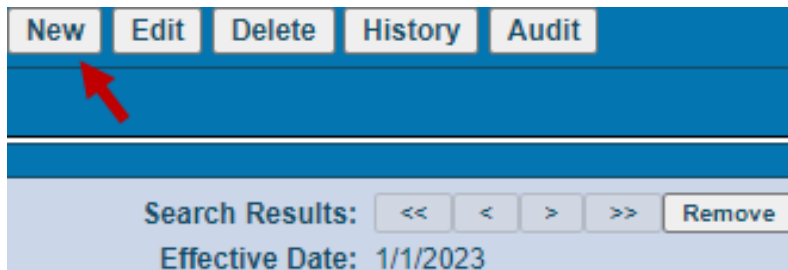 New Edit Delete History Audit
Search Results: << < > >> Remove
Effective Date: 1/1/2023